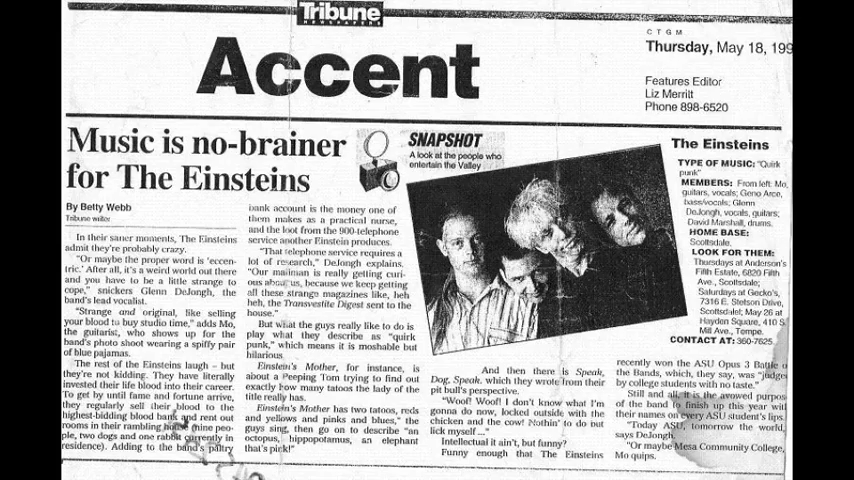 Tribune
NEWSPAPERS
Accent
C T G M
Thursday, May 18, 199
Features Editor
Liz Merritt
Phone 898-6520
Music is no-brainer
for The Einsteins
SNAPSHOT
A look at the people who
entertain the Valley
By Betty Webb
Tribune writer
In their saner moments, The Einsteins
admit they're probably crazy.
"Or maybe the proper word is 'eccen-
tric.' After all, it's a weird world out there
and you have to be a little strange to
cope," snickers Glenn DeJongh, the
band's lead vocalist.
"Strange and original, like selling
your blood to buy studio time," adds Mo,
the guitarist, who shows up for the
band's photo shoot wearing a spiffy pair
of blue pajamas.
The rest of the Einsteins laugh – but
they're not kidding. They have literally
invested their life blood into their career.
To get by until fame and fortune arrive,
they regularly sell their blood to the
highest-bidding blood bank and rent out
rooms in their rambling house (nine peo-
ple, two dogs and one rabbit currently in
residence). Adding to the band's paltry
bank account is the money one of
them makes as a practical nurse,
and the loot from the 900-telephone
service another Einstein produces.
"That telephone service requires a
lot of research," DeJongh explains.
"Our mailman is really getting curi-
ous about us, because we keep getting
all these strange magazines like, heh
heh, the Transvestite Digest sent to the
house."
But what the guys really like to do is
play what they describe as "quirk
punk," which means it is moshable but
hilarious
Einstein's Mother, for instance, is
about a Peeping Tom trying to find out
exactly how many tatoos the lady of the
title really has.
Einstein's Mother has two tatoos, reds
and yellows and pinks and blues," the
guys sing, then go on to describe "an
octopus, hippopotamus, an elephant
that's pick!"
And then there is Speak,
Dog, Speak. which they wrote from their
pit bull's perspective.
"Woof! Woof! I don't know what I'm
gonna do now, locked outside with the
chicken and the cow! Nothin' to do but
lick myself ..."
Intellectual it ain't, but funny?
Funny enough that The Einsteins
recently won the ASU Opus 3 Battle o
the Bands, which, they say, was "judged
by college students with no taste."
Still and all, it is the avowed purpos
of the band to finish up this year with
their names on every ASU student's lips.
"Today ASU, tomorrow the world,
says DeJongh.
"Or maybe Mesa Community College,
Mo quips.
The Einsteins
TYPE OF MUSIC: "Quirk
punk"
MEMBERS: From left: Mo,
guitars, vocals; Geno Arce,
bass/vocals; Glenn
DeJongh, vocals, guitars;
David Marshall, drums.
HOME BASE:
Scottsdale.
LOOK FOR THEM:
Thursdays at Anderson's
Fifth Estate, 6820 Fifth
Ave., Scottsdale;
Saturdays at Gecko's,
7316 E. Stetson Drive,
Scottsdale; May 26 at
Hayden Square, 410 S
Mill Ave., Tempe.
CONTACT AT: 360-7625.